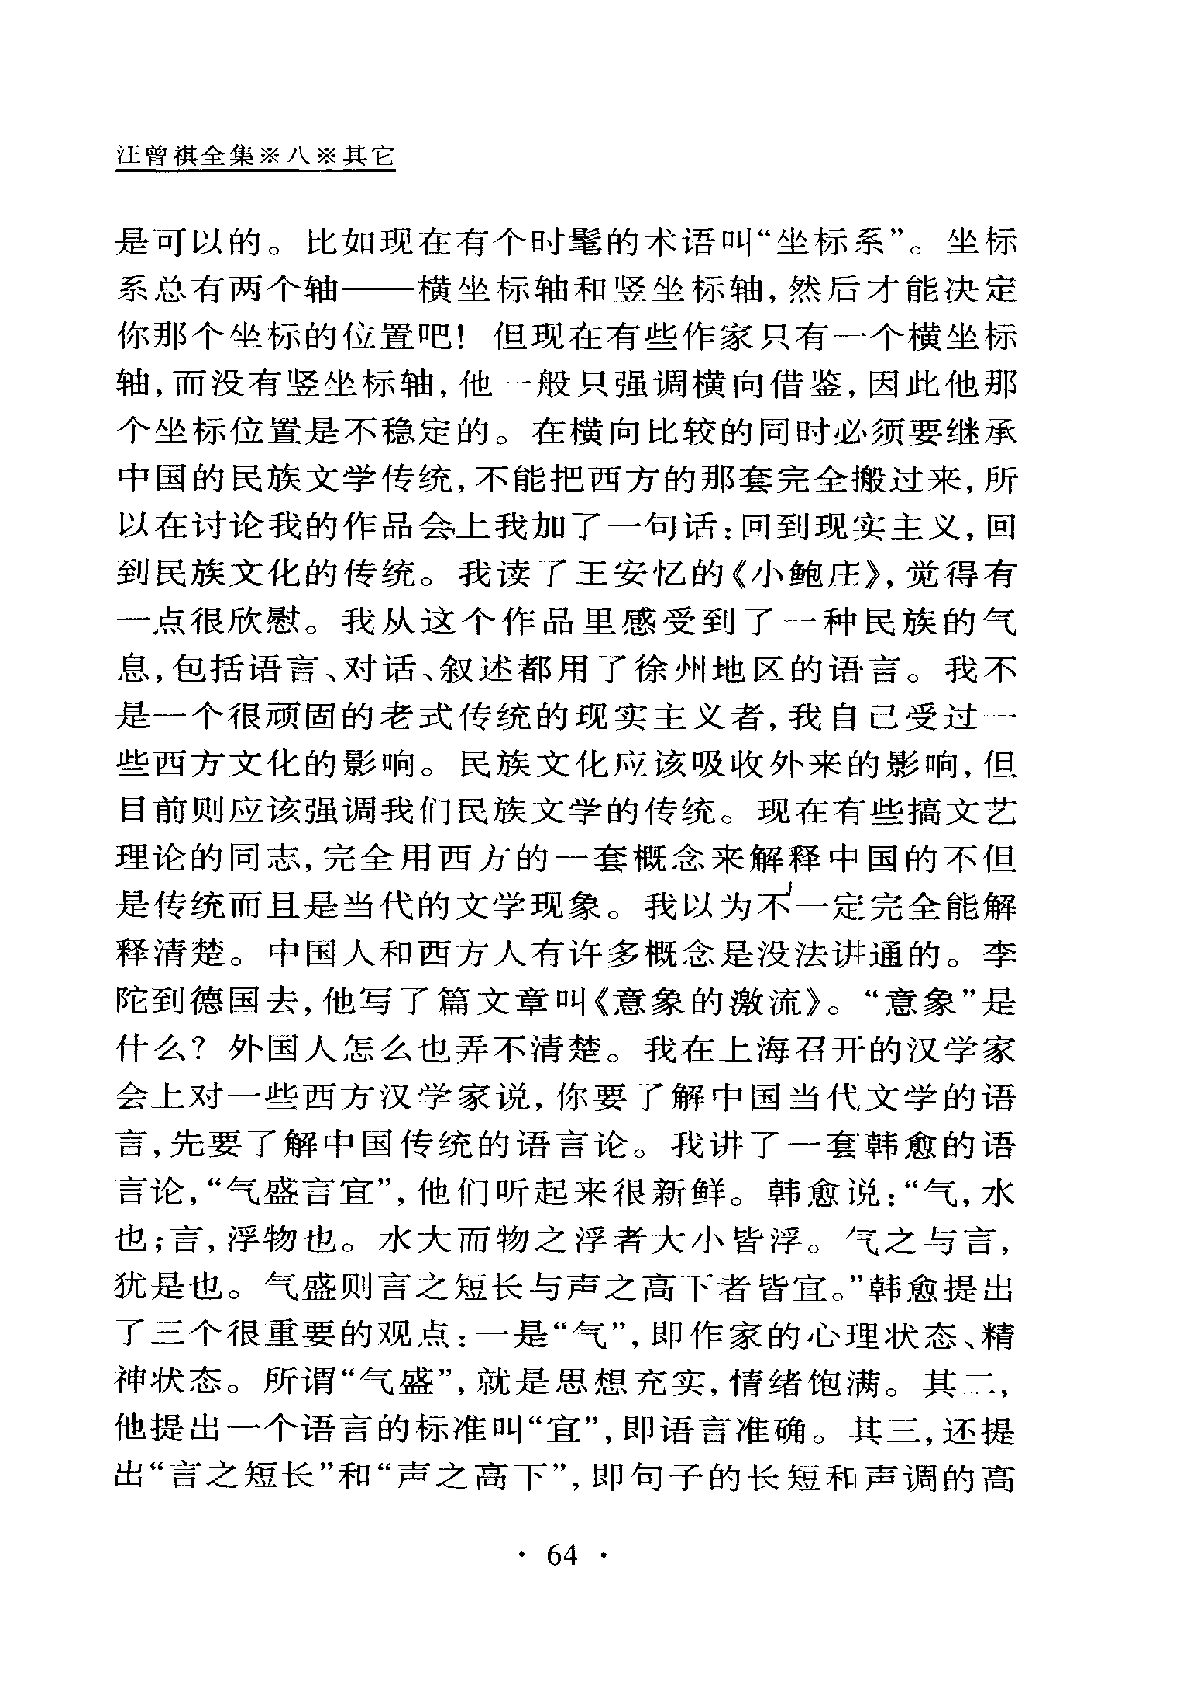 汪曾祺全集※八※其它
是可以的。比如现在有个时髦的术语叫“坐标系”。坐标
系总有两个轴——横坐标轴和竖坐标轴,然后才能决定
你那个坐标的位置吧!但现在有些作家只有一个横坐标
轴,而没有竖坐标轴,他一般只强调横向借鉴,因此他那
个坐标位置是不稳定的。在横向比较的同时必须要继承
中国的民族文学传统,不能把西方的那套完全搬过来,所
以在讨论我的作品会上我加了一句话:回到现实主义,回
到民族文化的传统。我读了王安忆的《小鲍庄》,觉得有
一点很欣慰。我从这个作品里感受到了一种民族的气
息,包括语言、对话、叙述都用了徐州地区的语言。我不
是一个很顽固的老式传统的现实主义者,我自己受过一
些西方文化的影响。民族文化应该吸收外来的影响,但
目前则应该强调我们民族文学的传统。现在有些搞文艺
理论的同志,完全用西方的一套概念来解释中国的不但
是传统而且是当代的文学现象。我以为不一定完全能解
释清楚。中国人和西方人有许多概念是没法讲通的。李
陀到德国去,他写了篇文章叫《意象的激流》。“意象”是
什么?外国人怎么也弄不清楚。我在上海召开的汉学家
会上对一些西方汉学家说,你要了解中国当代文学的语
言,先要了解中国传统的语言论。我讲了一套韩愈的语
言论,“气盛言宜”,他们听起来很新鲜。韩愈说:“气,水
也;言,浮物也。水大而物之浮者大小皆浮。气之与言,
犹是也。气盛则言之短长与声之高下者皆宜。”韩愈提出
了三个很重要的观点:一是“气”,即作家的心理状态、精
神状态。所谓“气盛”,就是思想充实,情绪饱满。其二,
他提出一个语言的标准叫“宜”,即语言准确。其三,还提
出“言之短长”和“声之高下”,即句子的长短和声调的高
· 64 ·